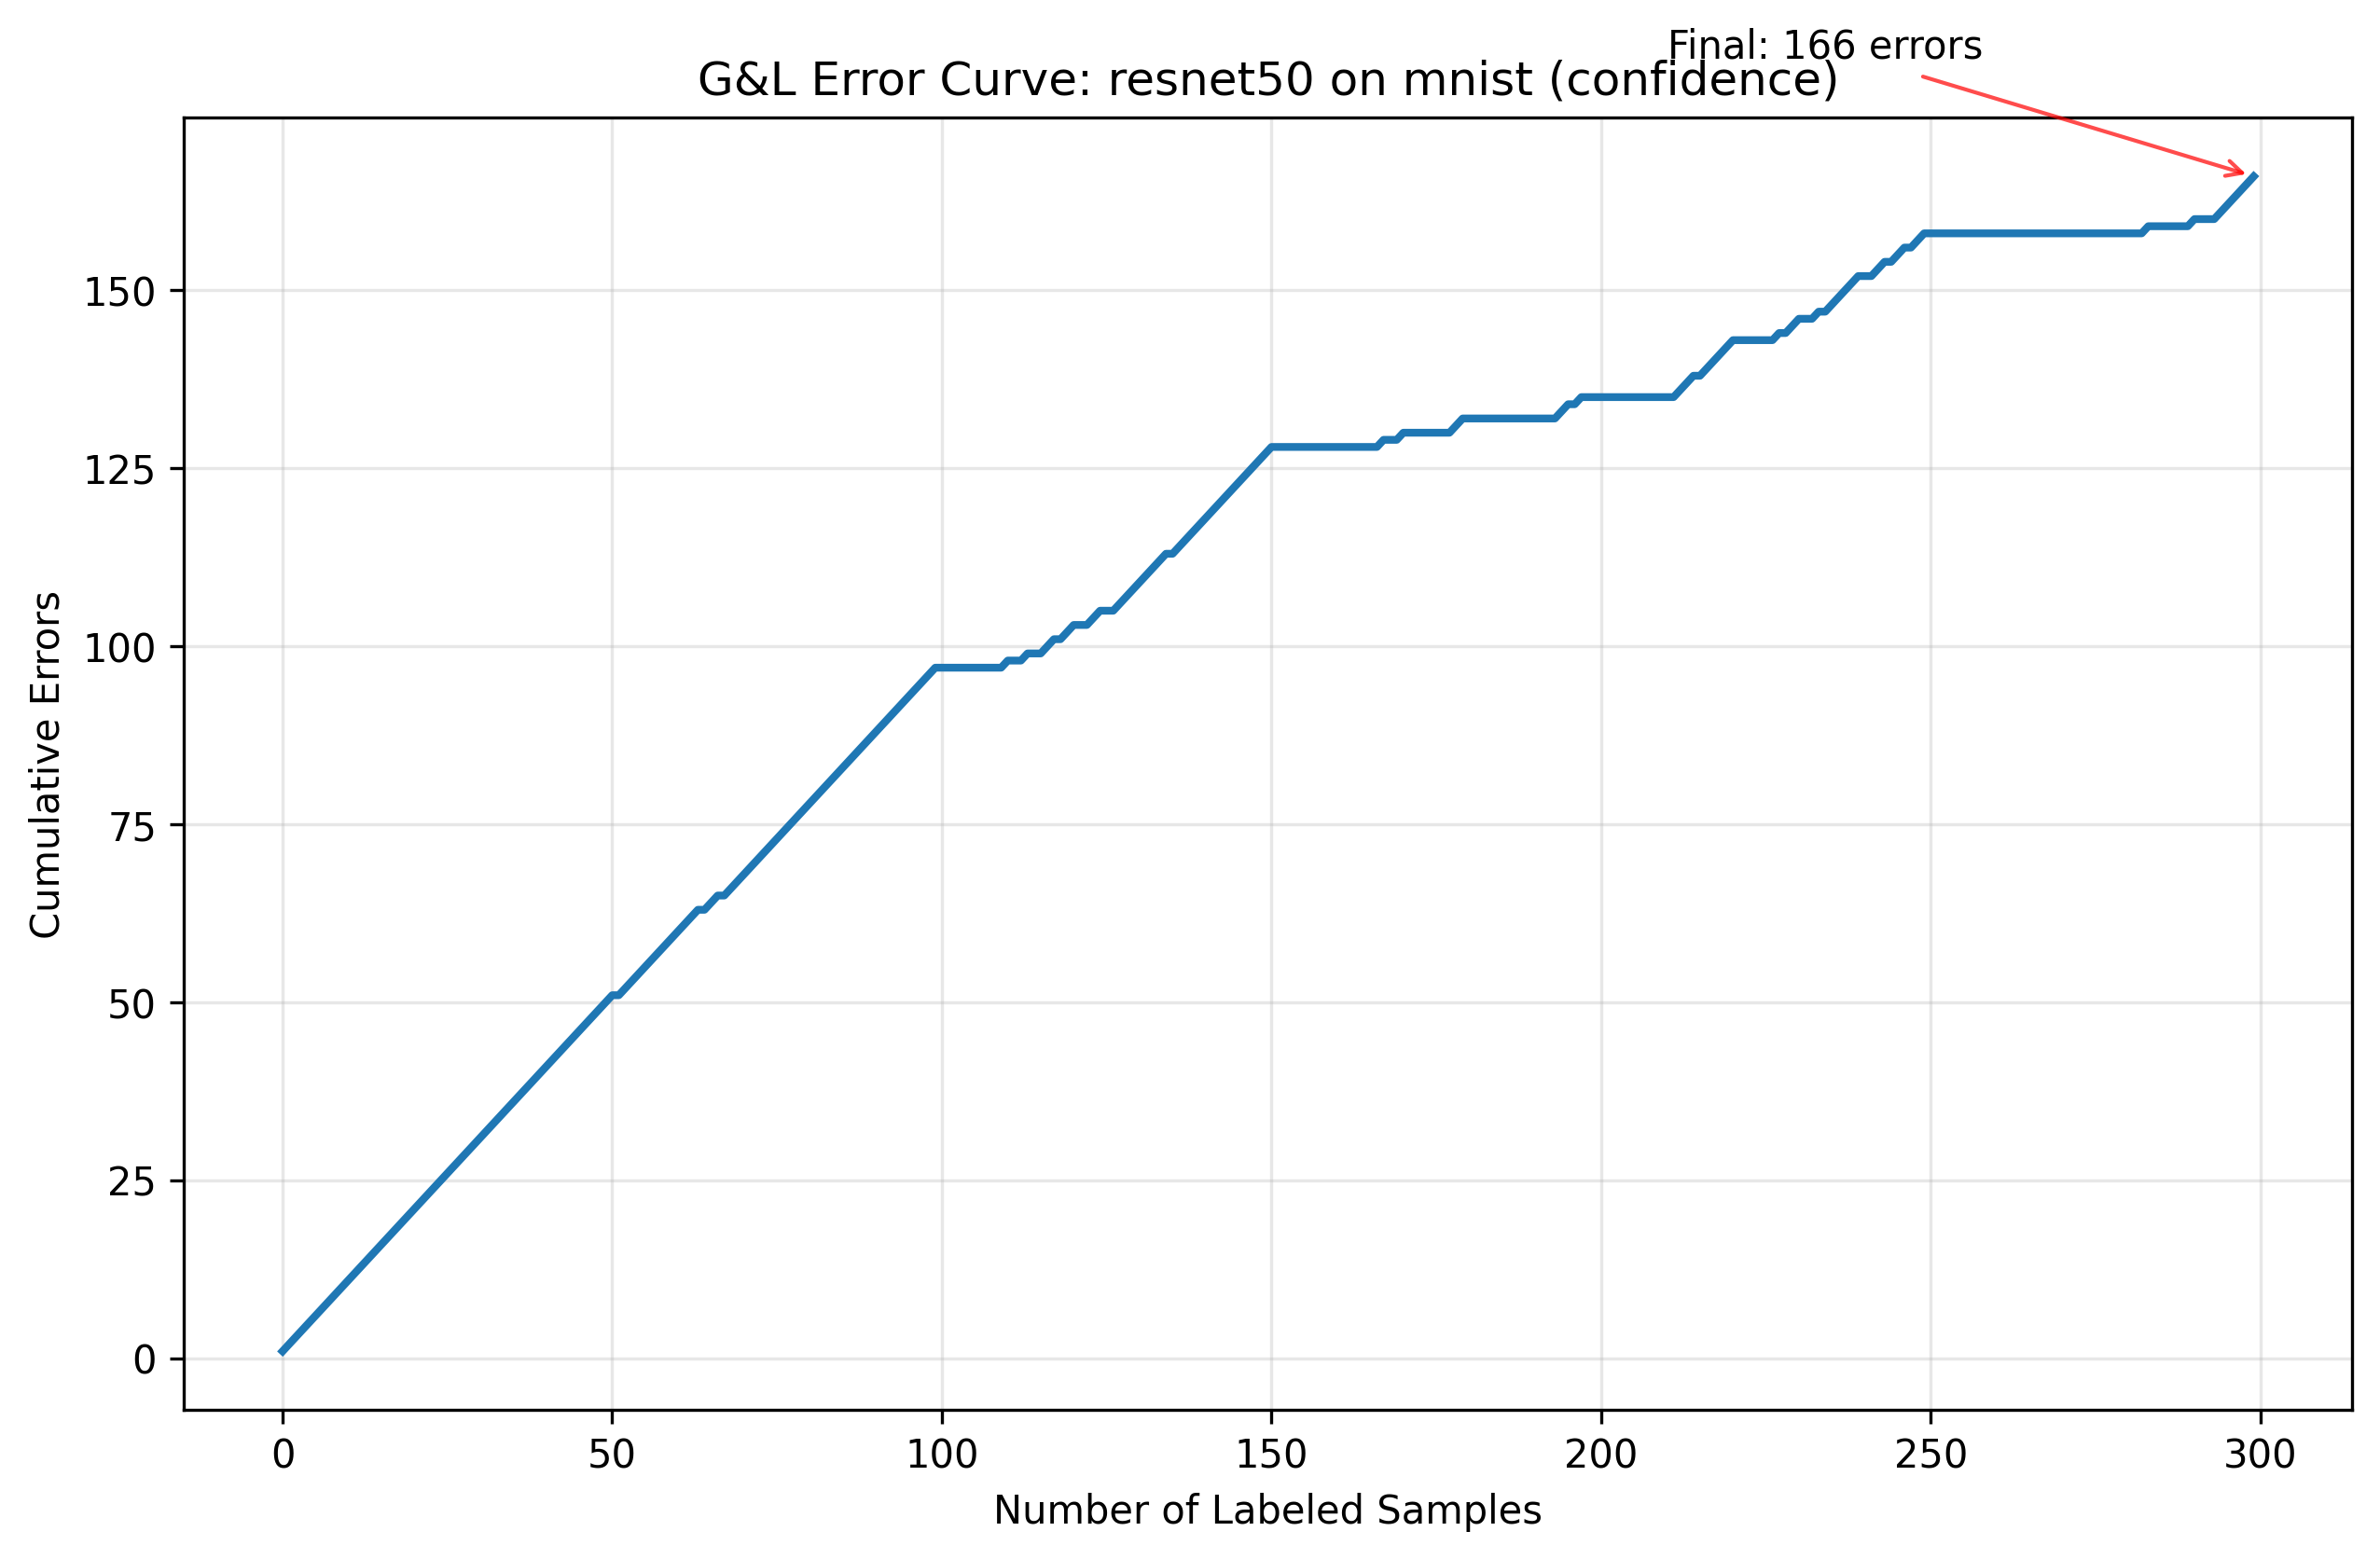 Final: 166 errors
G&L Error Curve: resnet50 on mnist (confidence)
Cumulative Errors
150
125
100
75
50
25
0
0 50 100 150 200 250 300
Number of Labeled Samples